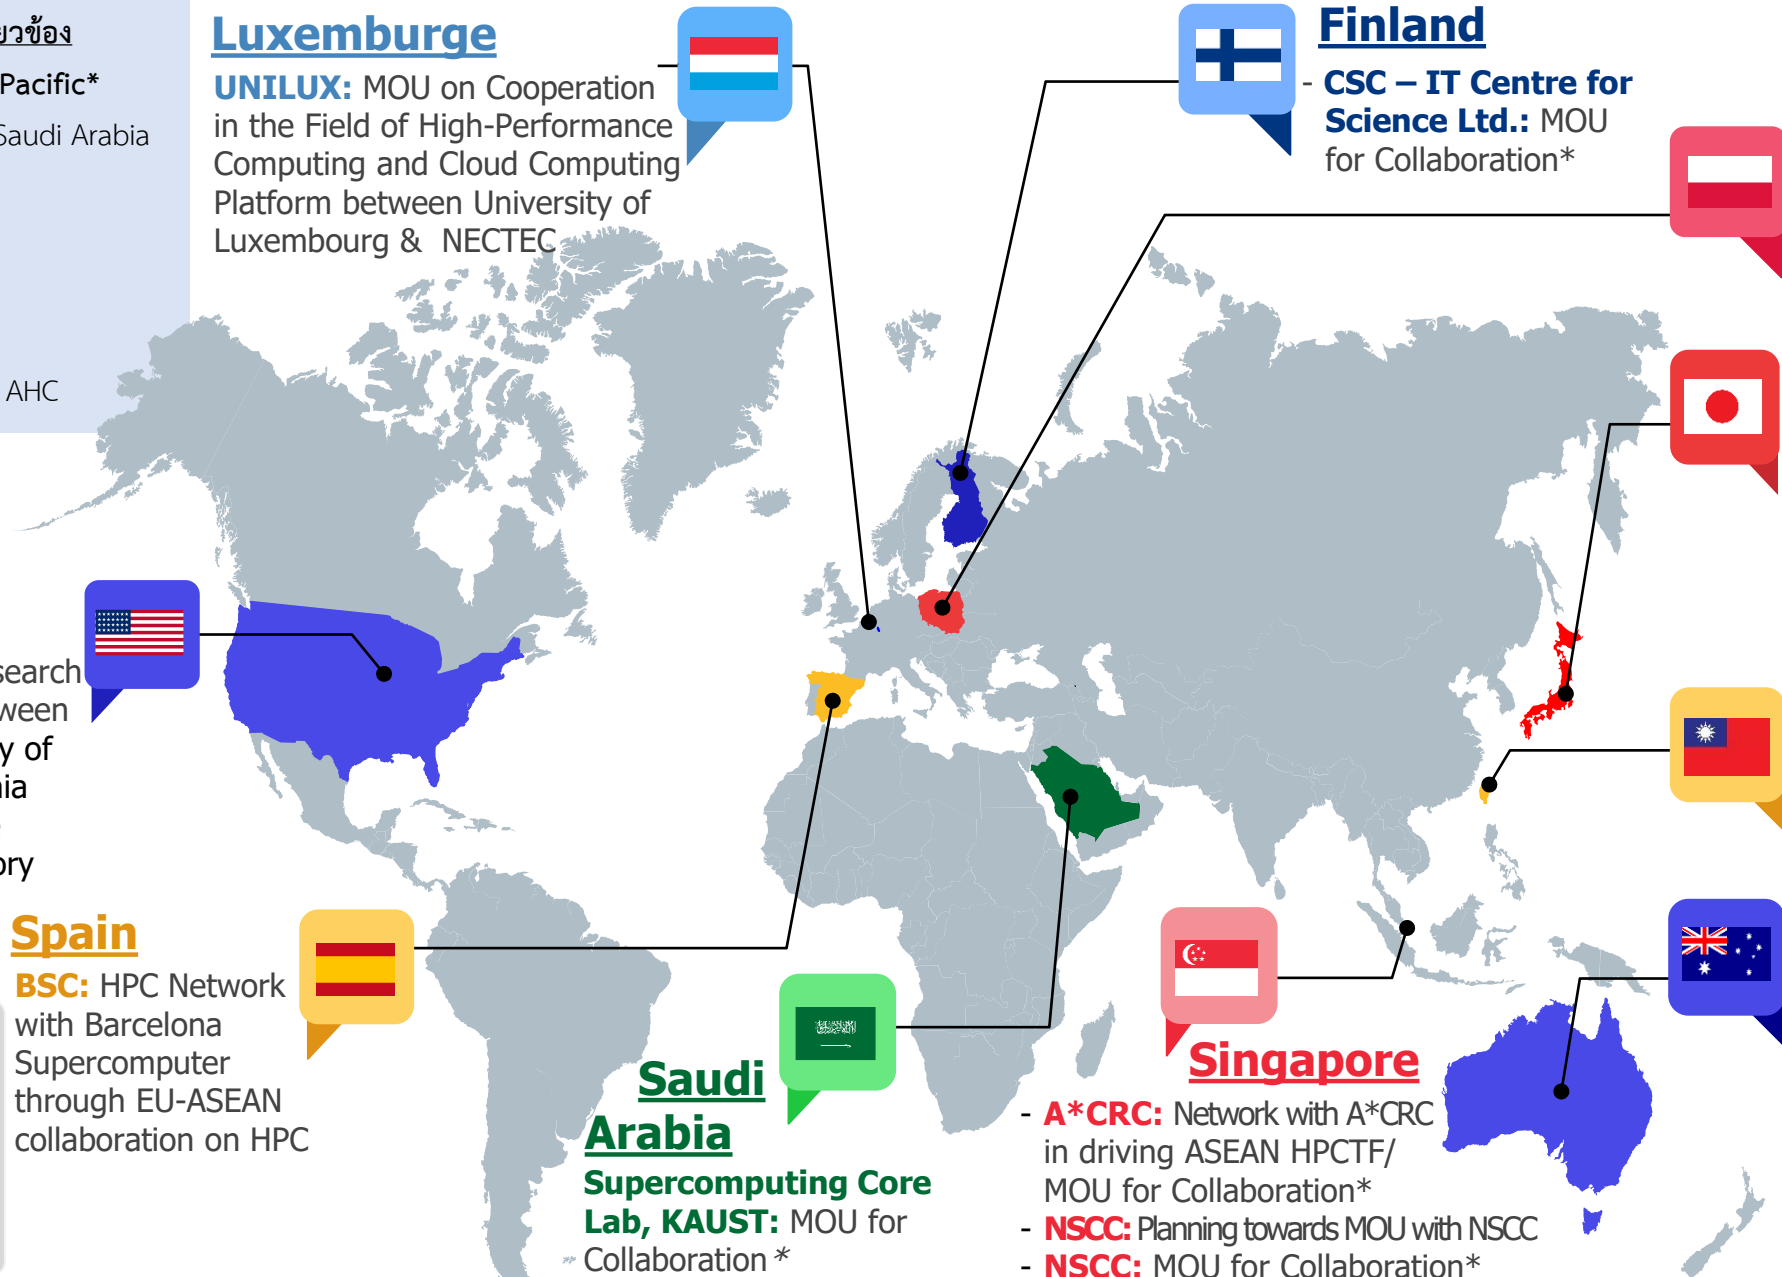 ยวข้อง
Pacific*
Saudi Arabia
AHC
Luxemburge
UNILUX: MOU on Cooperation
in the Field of High-Performance
Computing and Cloud Computing
Platform between University of
Luxembourg & NECTEC
Finland
- CSC – IT Centre for
Science Ltd.: MOU
for Collaboration*
search
ween
y of
nia
ory
Spain
BSC: HPC Network
with Barcelona
Supercomputer
through EU-ASEAN
collaboration on HPC
Saudi
Arabia
Supercomputing Core
Lab, KAUST: MOU for
Collaboration *
Singapore
- A*CRC: Network with A*CRC
in driving ASEAN HPCTF/
MOU for Collaboration*
- NSCC: Planning towards MOU with NSCC
- NSCC: MOU for Collaboration*